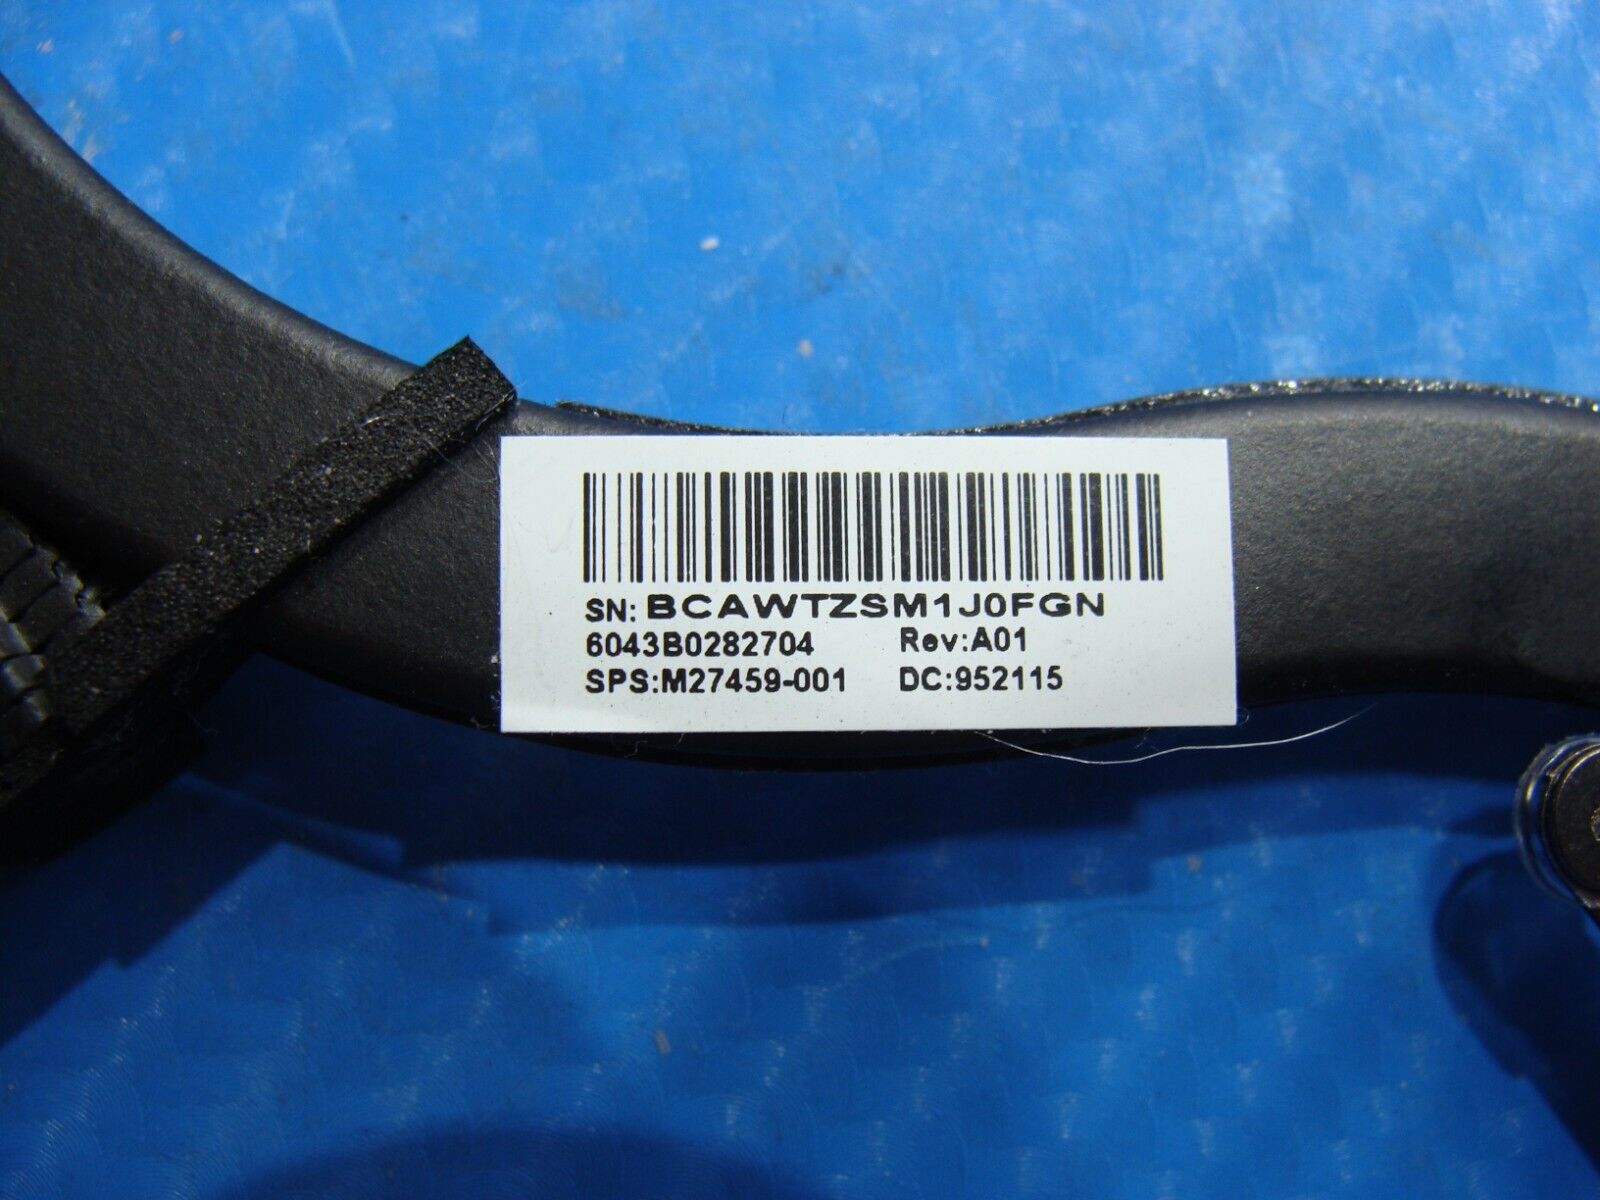 SN: BCAWTZSM1J0FGN
6043B0282704 Rev:A01
SPS:M27459-001 DC:952115